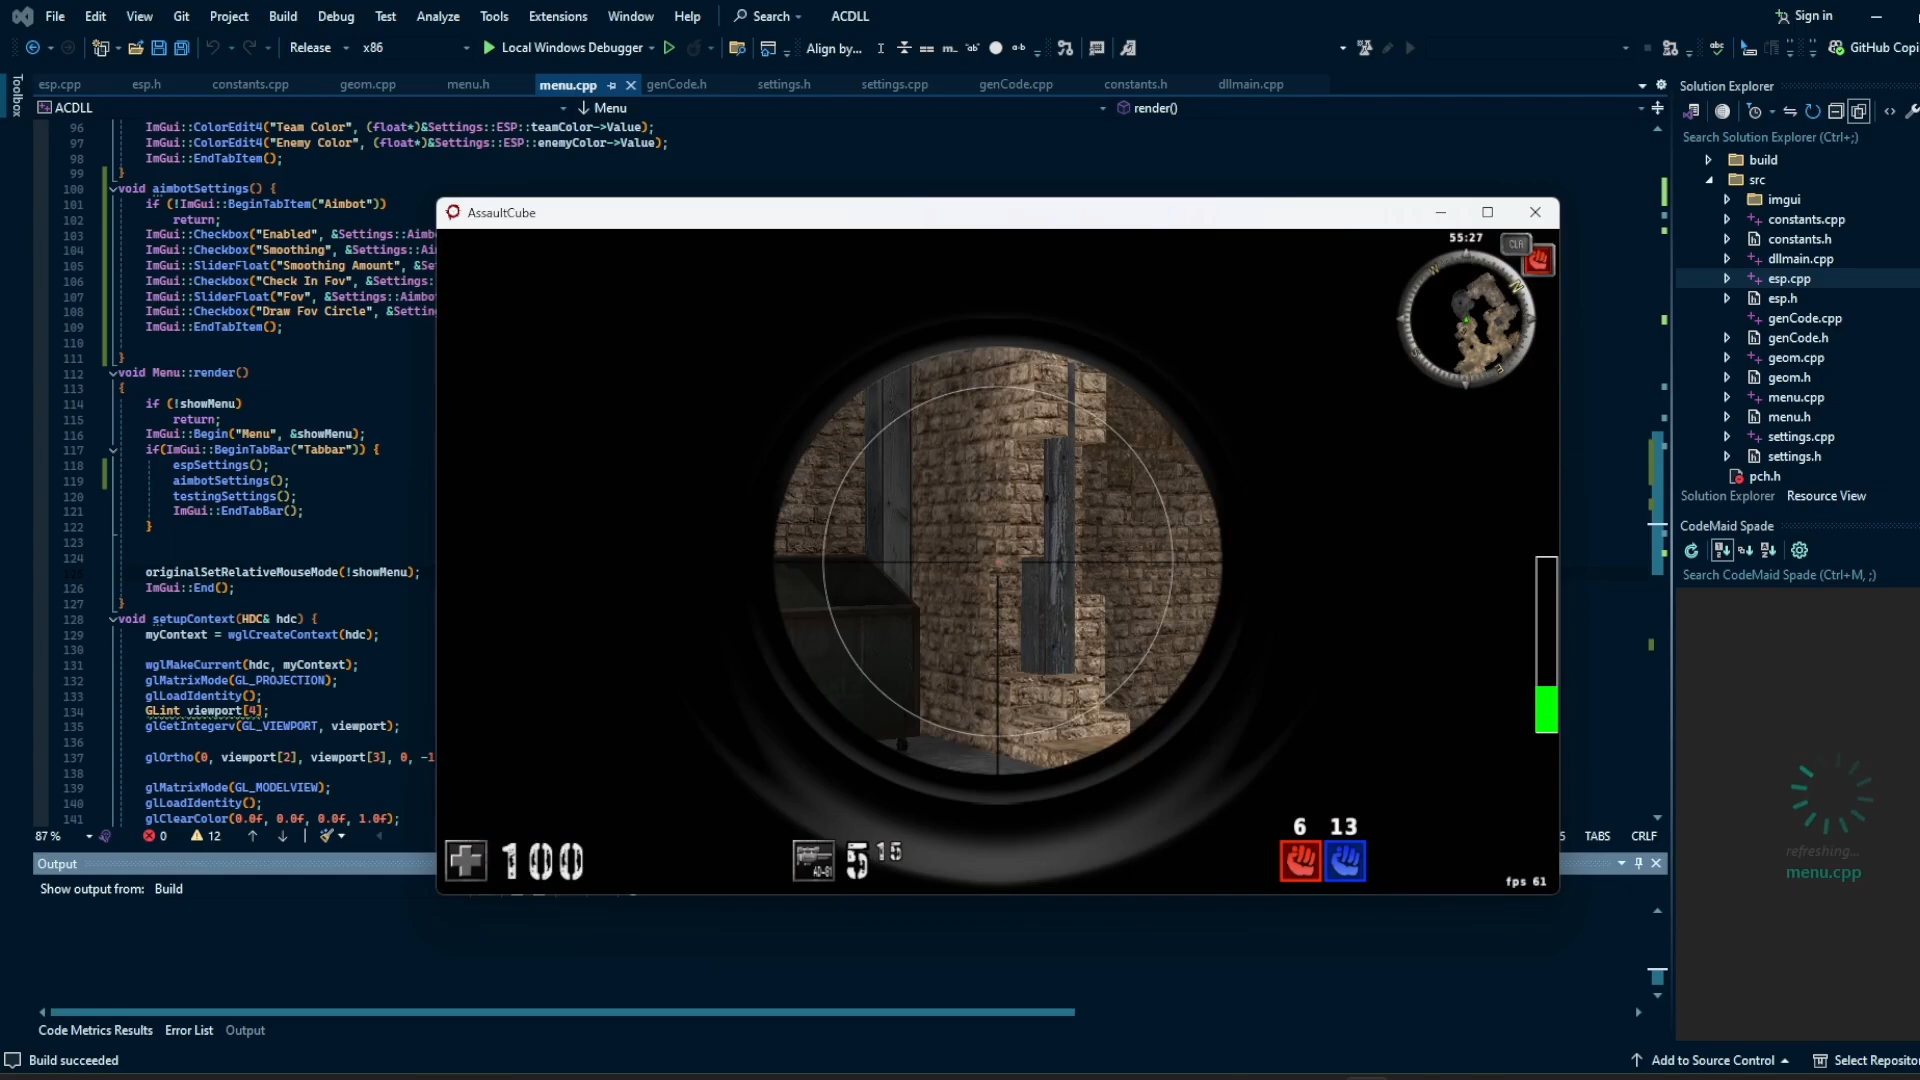 File Edit View Git Project Build Debug Test Analyze Tools Extensions Window Help Search ACDLL Sign in
Release x86 Local Windows Debugger Align by... GitHub Copi
esp.cpp esp.h constants.cpp geom.cpp menu.h menu.cpp genCode.h settings.h settings.cpp genCode.cpp constants.h dllmain.cpp
ACDLL Menu render()
Toolbox
96 ImGui::ColorEdit4("Team Color", (float*)&Settings::ESP::teamColor->Value);
97 ImGui::ColorEdit4("Enemy Color", (float*)&Settings::ESP::enemyColor->Value);
98 ImGui::EndTabItem();
99 }
100 void aimbotSettings() {
101 if (!ImGui::BeginTabItem("Aimbot"))
102 return;
103 ImGui::Checkbox("Enabled", &Settings::Aimb
104 ImGui::Checkbox("Smoothing", &Settings::Ai
105 ImGui::SliderFloat("Smoothing Amount", &Se
106 ImGui::Checkbox("Check In Fov", &Settings:
107 ImGui::SliderFloat("Fov", &Settings::Aimbo
108 ImGui::Checkbox("Draw Fov Circle", &Settin
109 ImGui::EndTabItem();
110
111 }
112 void Menu::render()
113 {
114 if (!showMenu)
115 return;
116 ImGui::Begin("Menu", &showMenu);
117 if(ImGui::BeginTabBar("Tabbar")) {
118 espSettings();
119 aimbotSettings();
120 testingSettings();
121 ImGui::EndTabBar();
122 }
123
124
originalSetRelativeMouseMode(!showMenu);
126 ImGui::End();
127 }
128 void setupContext(HDC& hdc) {
129 myContext = wglCreateContext(hdc);
130
131 wglMakeCurrent(hdc, myContext);
132 glMatrixMode(GL_PROJECTION);
133 glLoadIdentity();
134 GLint viewport[4];
135 glGetIntegerv(GL_VIEWPORT, viewport);
136
137 glOrtho(0, viewport[2], viewport[3], 0, -1
138
139 glMatrixMode(GL_MODELVIEW);
140 glLoadIdentity();
141 glClearColor(0.0f, 0.0f, 0.0f, 1.0f);
87 % 0 12 TABS CRLF
Output
Show output from: Build
Code Metrics Results Error List Output
Build succeeded Add to Source Control Select Reposito
AssaultCube
55:27
CLA
N
E
100
AD-81
5 15
6 13
fps 61
Solution Explorer
Search Solution Explorer (Ctrl+;)
build
src
imgui
constants.cpp
constants.h
dllmain.cpp
esp.cpp
esp.h
genCode.cpp
genCode.h
geom.cpp
geom.h
menu.cpp
menu.h
settings.cpp
settings.h
pch.h
Solution Explorer Resource View
CodeMaid Spade
Search CodeMaid Spade (Ctrl+M, ;)
refreshing...
menu.cpp